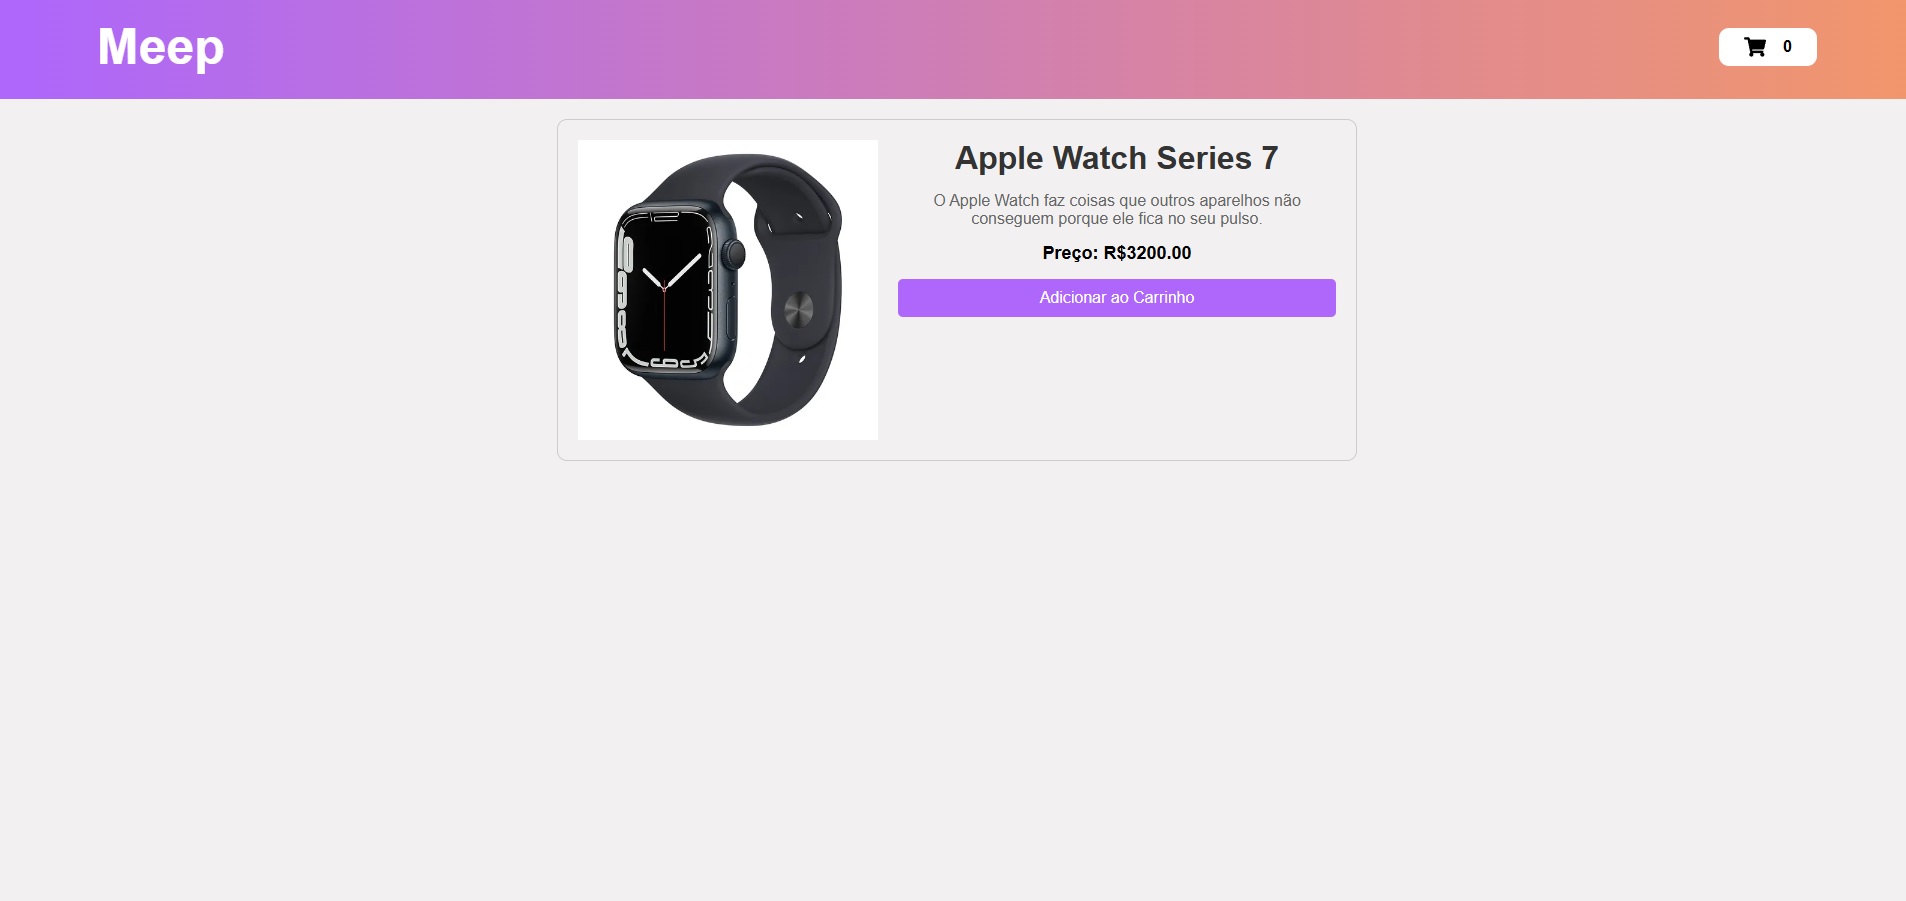 Meep
0
Apple Watch Series 7
O Apple Watch faz coisas que outros aparelhos não
conseguem porque ele fica no seu pulso.
Preço: R$3200.00
Adicionar ao Carrinho